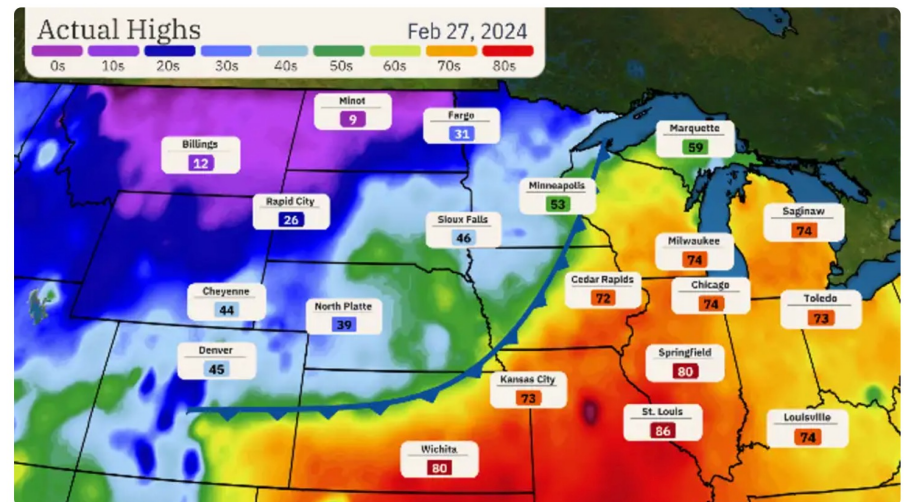 Actual Highs
Feb 27, 2024
0s 10s 20s 30s 40s 50s 60s 70s 80s
Minot
9
Fargo
31
Marquette
59
Billings
12
Minneapolis
53
Rapid City
26
Saginaw
74
Sioux Falls
46
Milwaukee
74
Cedar Rapids
72
Chicago
74
Cheyenne
44
North Platte
39
Toledo
73
Denver
45
Springfield
80
Kansas City
73
St. Louis
86
Louisville
74
Wichita
80